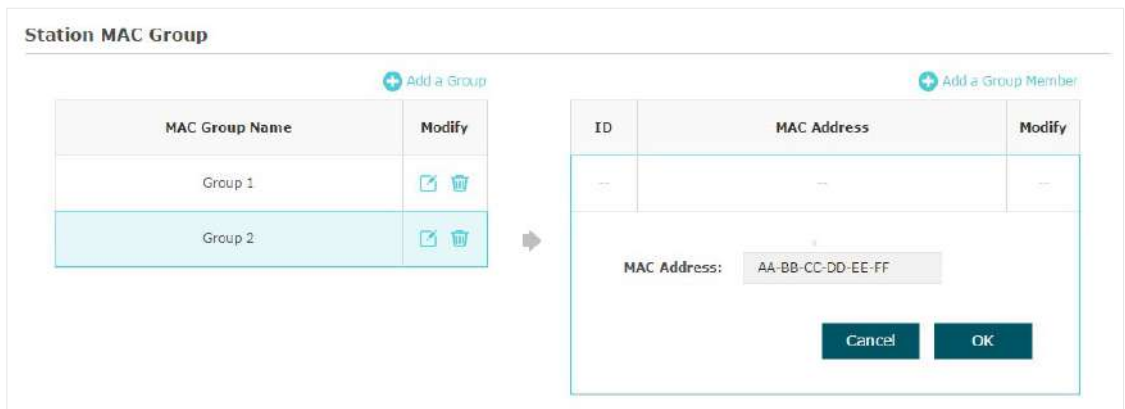 Station MAC Group
Add a Group
Add a Group Member
MAC Group Name Modify
ID MAC Address Modify
Group 1
-- -- --
Group 2
MAC Address: AA-BB-CC-DD-EE-FF
Cancel OK